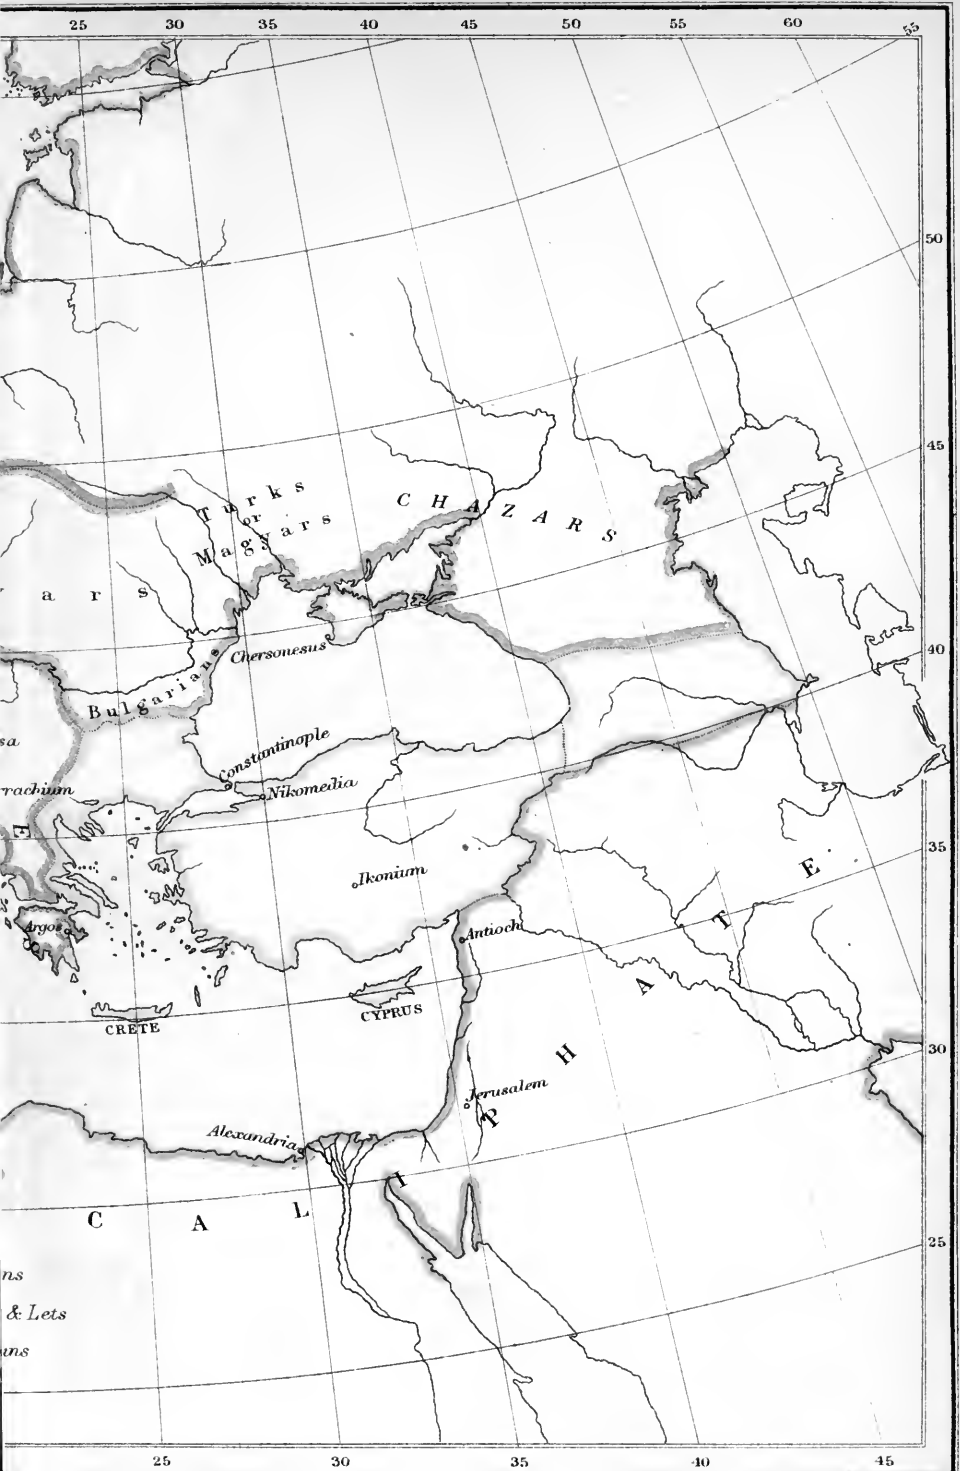 25 30 35 40 45 50 55 60 55
50
45
Turks
or
Magyars
CHAZARS
ars
40
Chersonesus
Bulgarians
sa
Constantinople
rachium
Nikomedia
E
35
Ikonium
Argos
S
Antioch
CRETE
CYPRUS
30
Jerusalem
Alexandria
CALIPHATE
25
ns
& Lets
uns
25 30 35 40 45